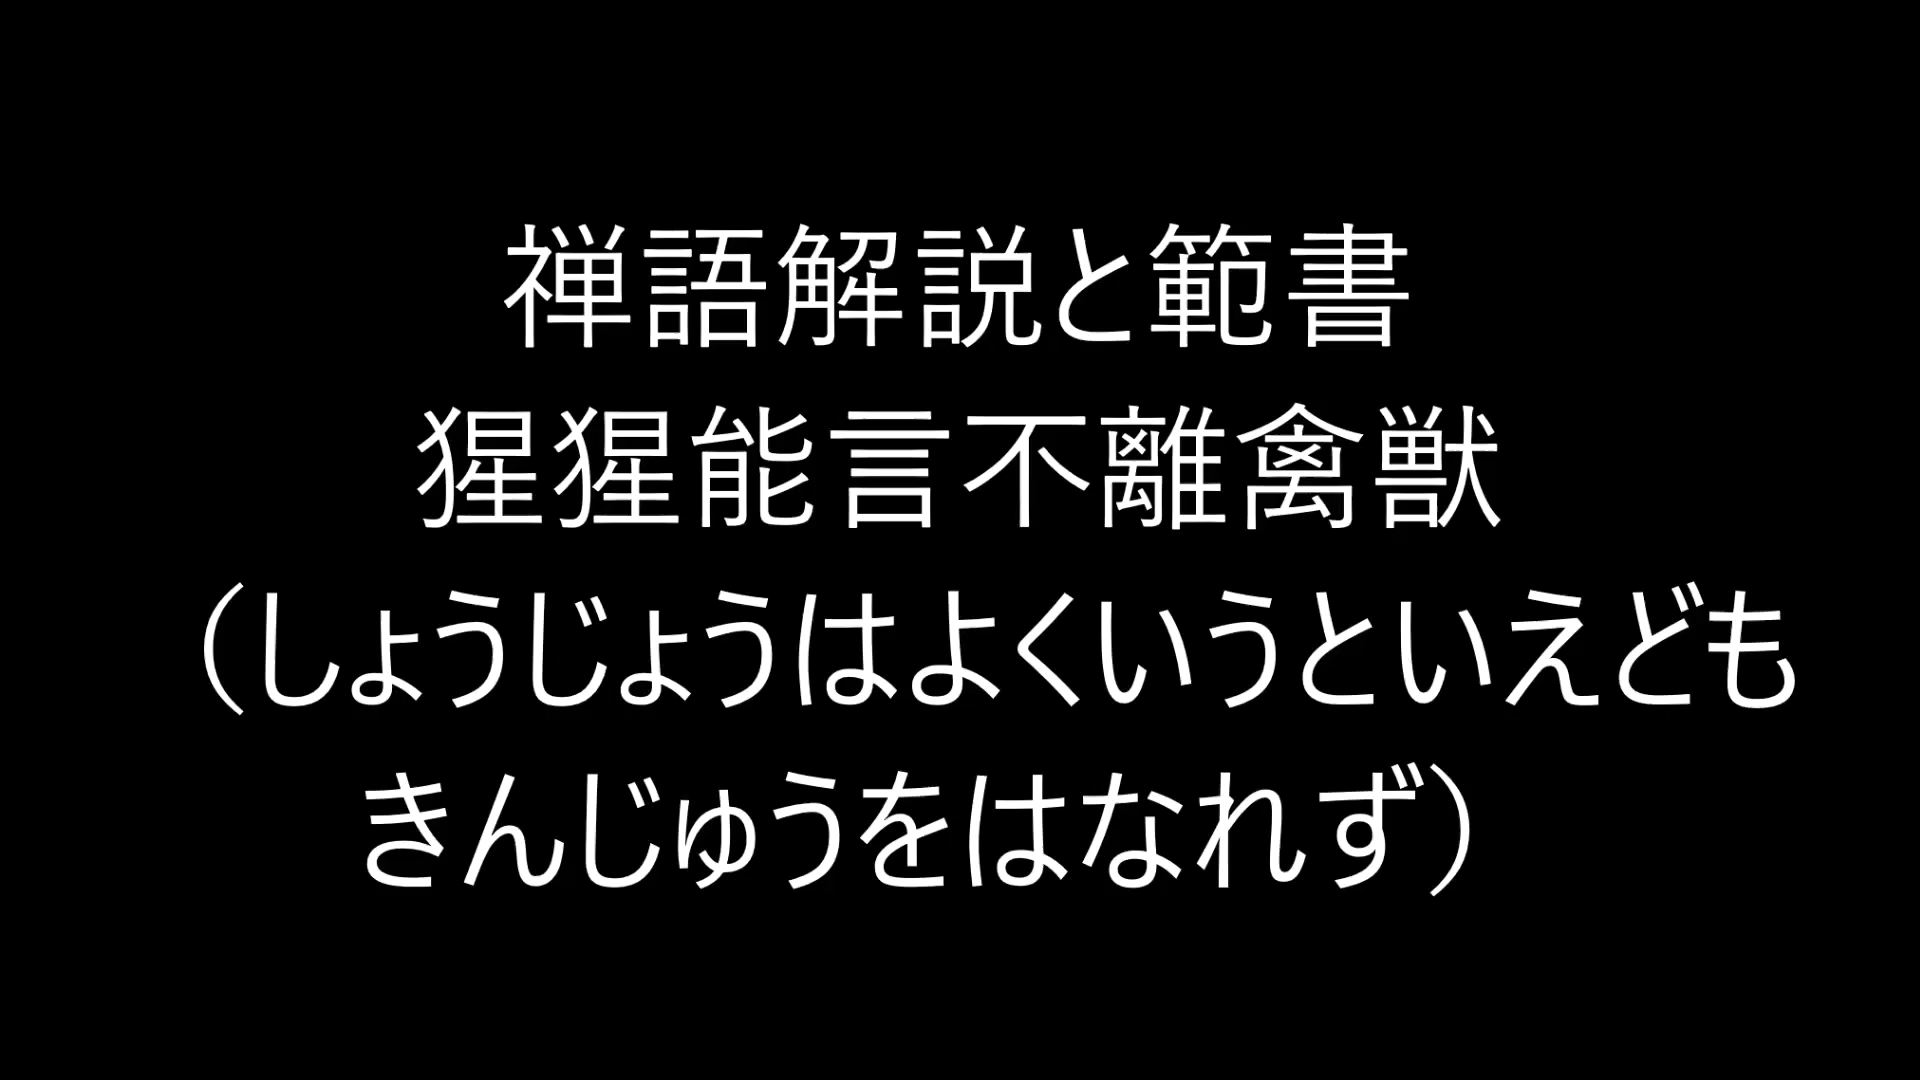 禅語解説と範書
猩猩能言不離禽獣
（しょうじょうはよくいうといえども
きんじゅうをはなれず）